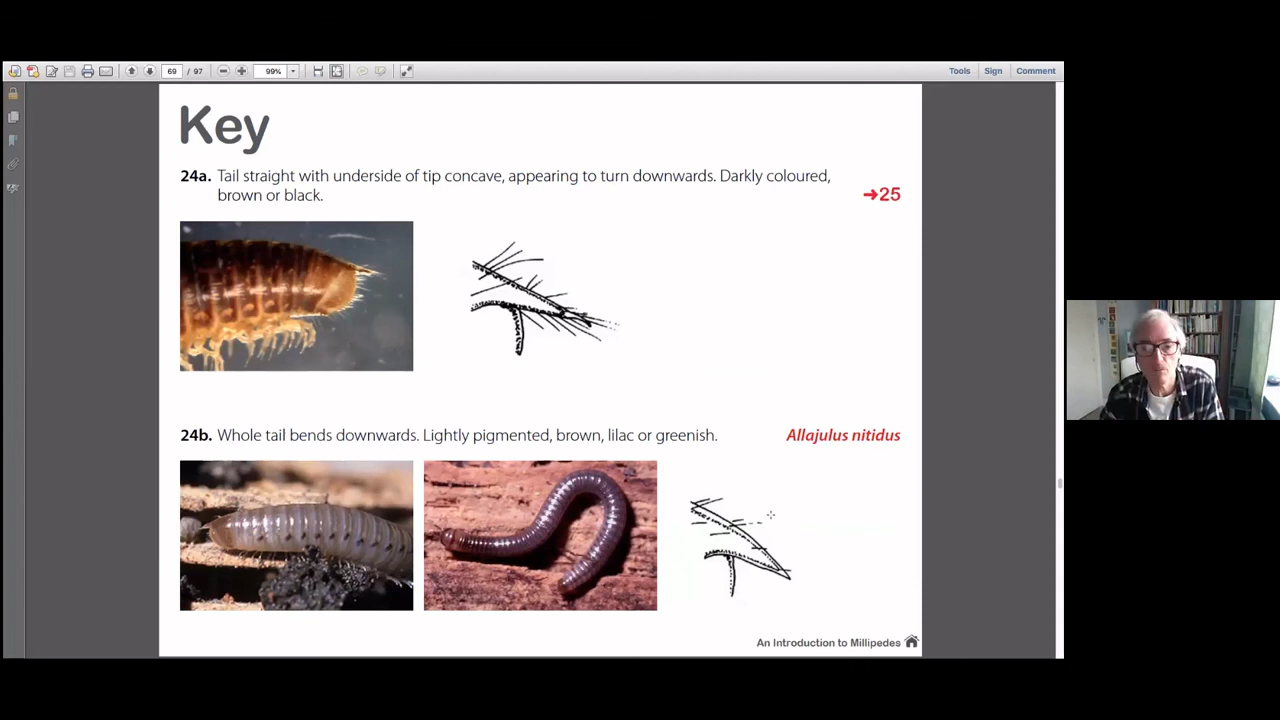 69 / 97 99% Tools Sign Comment
Key
24a. Tail straight with underside of tip concave, appearing to turn downwards. Darkly coloured,
brown or black. ➔25
24b. Whole tail bends downwards. Lightly pigmented, brown, lilac or greenish. Allajulus nitidus
An Introduction to Millipedes